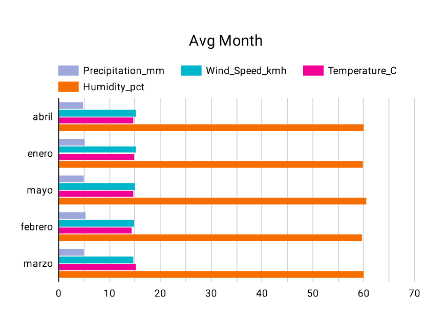 Avg Month
Precipitation_mm Wind_Speed_kmh Temperature_C
Humidity_pct
abril
enero
mayo
febrero
marzo
0 10 20 30 40 50 60 70